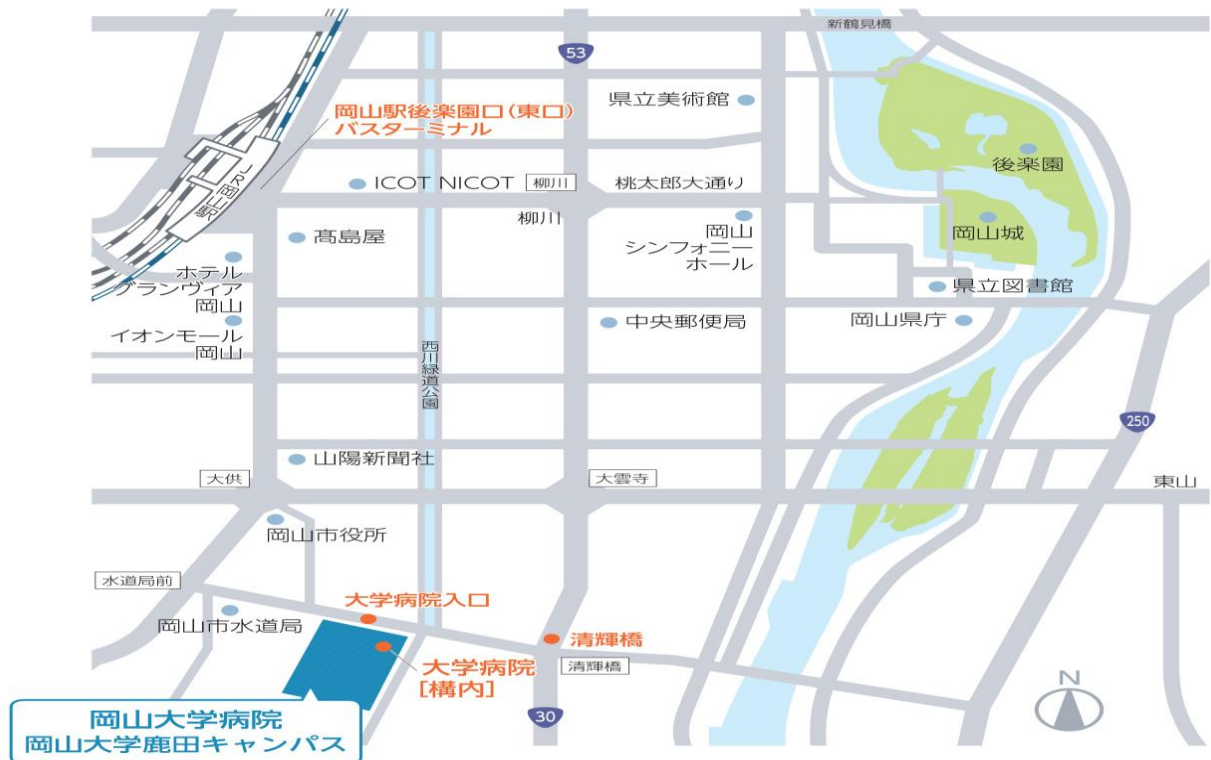 新鶴見橋
53
県立美術館
岡山駅後楽園口(東口)
バスターミナル
後楽園
JR岡山駅
ICOT NICOT
柳川
桃太郎大通り
柳川
岡山
シンフォニー
ホール
岡山城
髙島屋
ホテル
グランヴィア
岡山
県立図書館
イオンモール
岡山
中央郵便局
岡山県庁
西川緑道公園
250
山陽新聞社
大供
大雲寺
東山
岡山市役所
水道局前
大学病院入口
岡山市水道局
清輝橋
大学病院
[構内]
清輝橋
N
30
岡山大学病院
岡山大学鹿田キャンパス